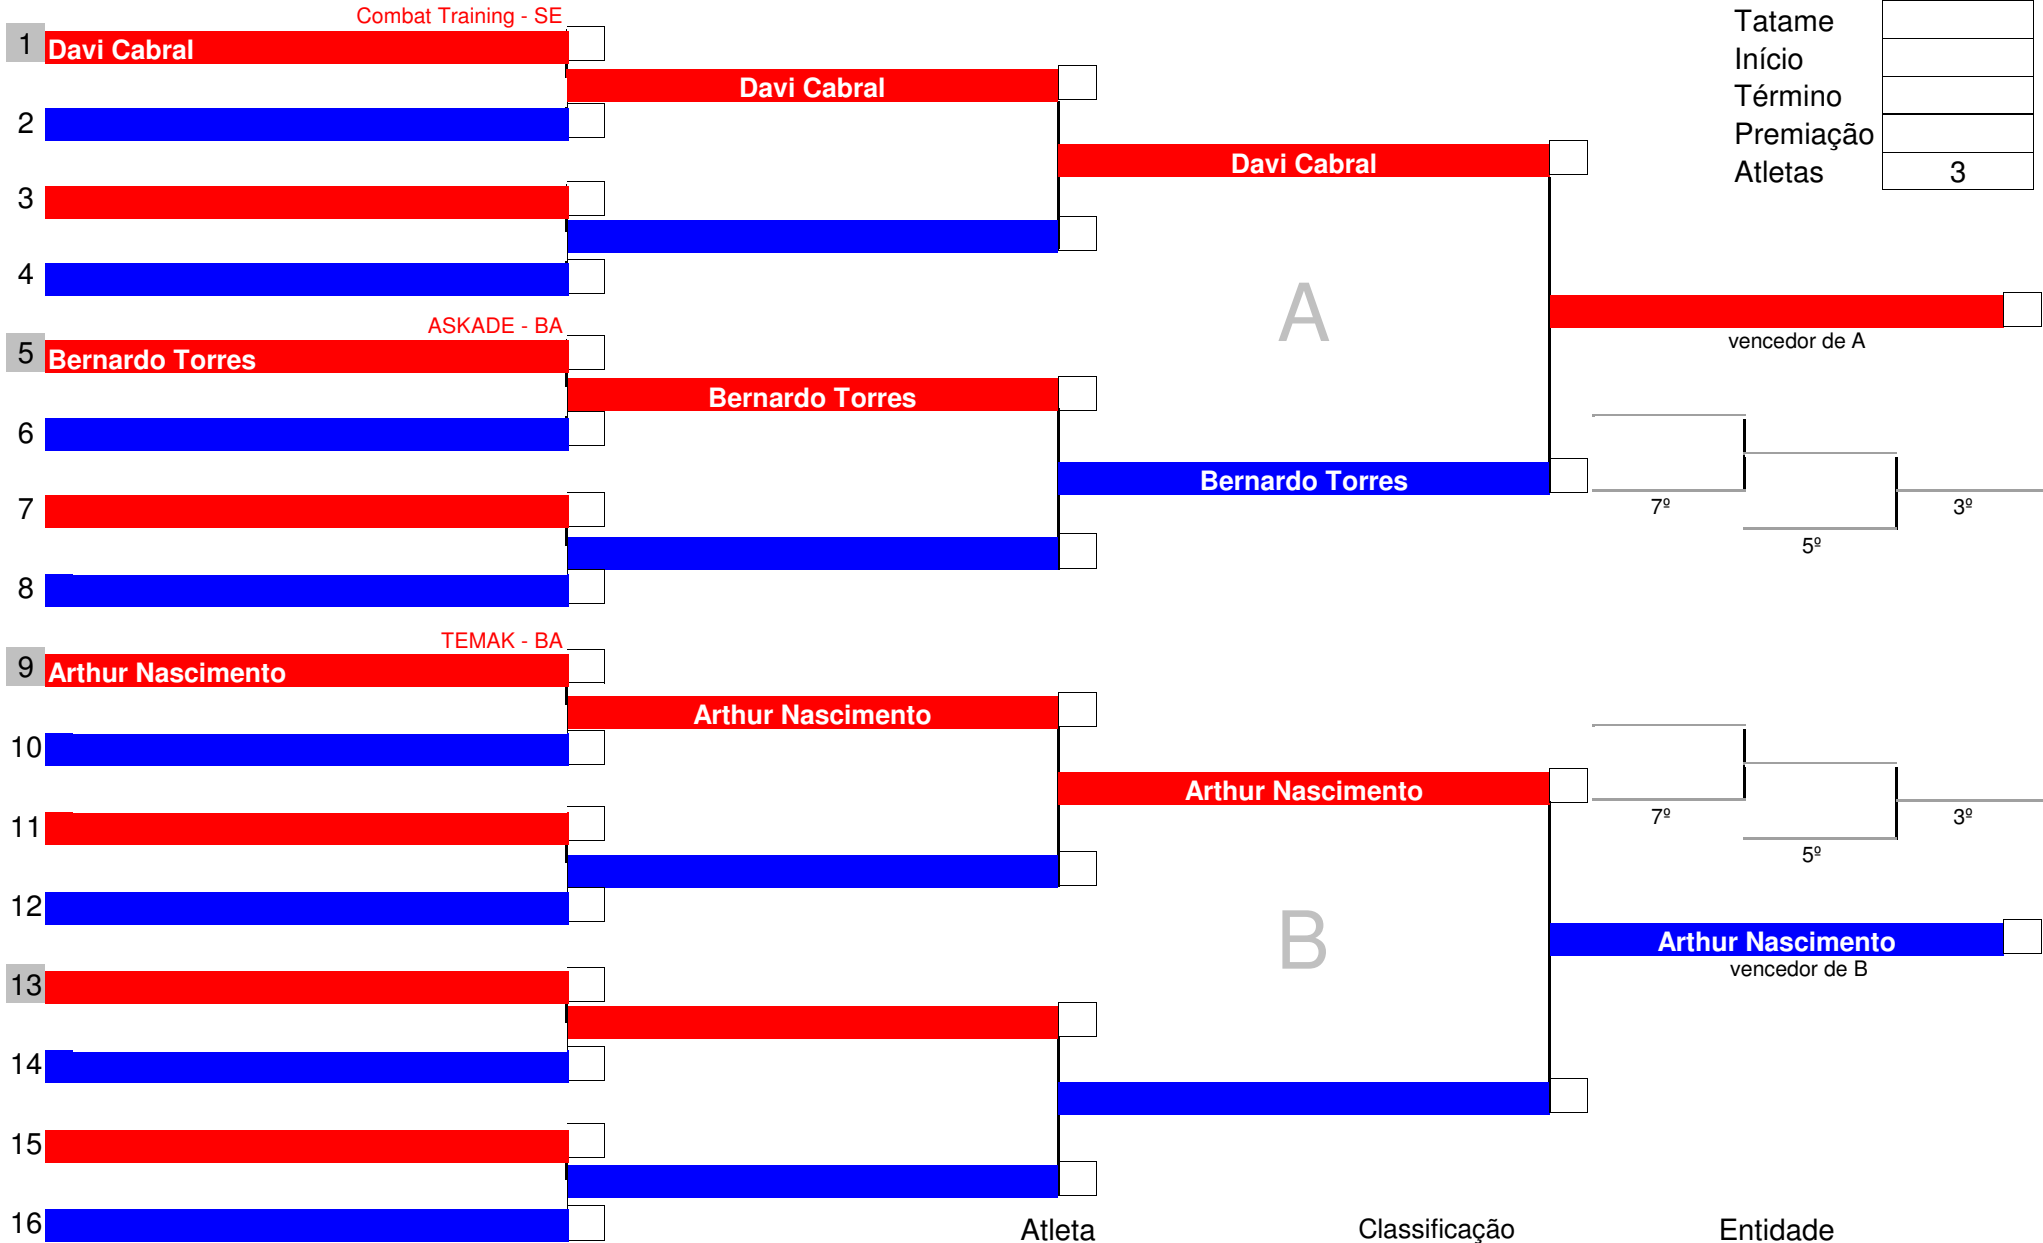 Combat Training - SE
1 Davi Cabral
Davi Cabral
2
Davi Cabral
3
4
A
ASKADE - BA
5 Bernardo Torres
Bernardo Torres
6
Bernardo Torres
7
8
Tatame
Início
Término
Premiação
Atletas 3
vencedor de A
7º
3º
5º
TEMAK - BA
9 Arthur Nascimento
Arthur Nascimento
10
Arthur Nascimento
11
12
B
13
14
15
16
7º
3º
5º
Arthur Nascimento
vencedor de B
Atleta Classificação Entidade